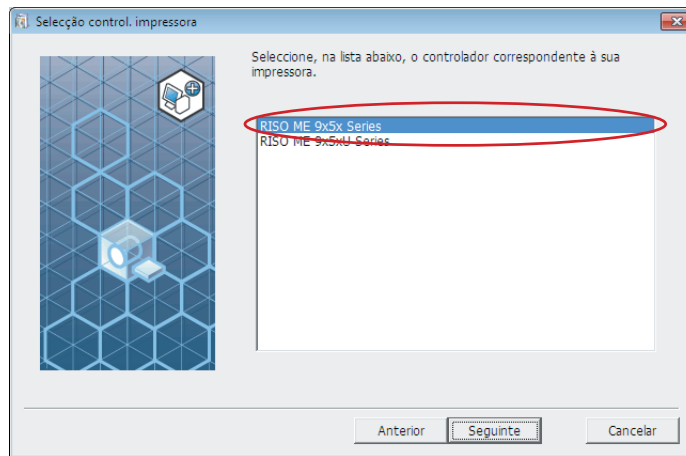 Selecção control. impressora
Seleccione, na lista abaixo, o controlador correspondente à sua
impressora.
RISO ME 9x5x Series
RISO ME 9x5xU Series
Anterior
Seguinte
Cancelar